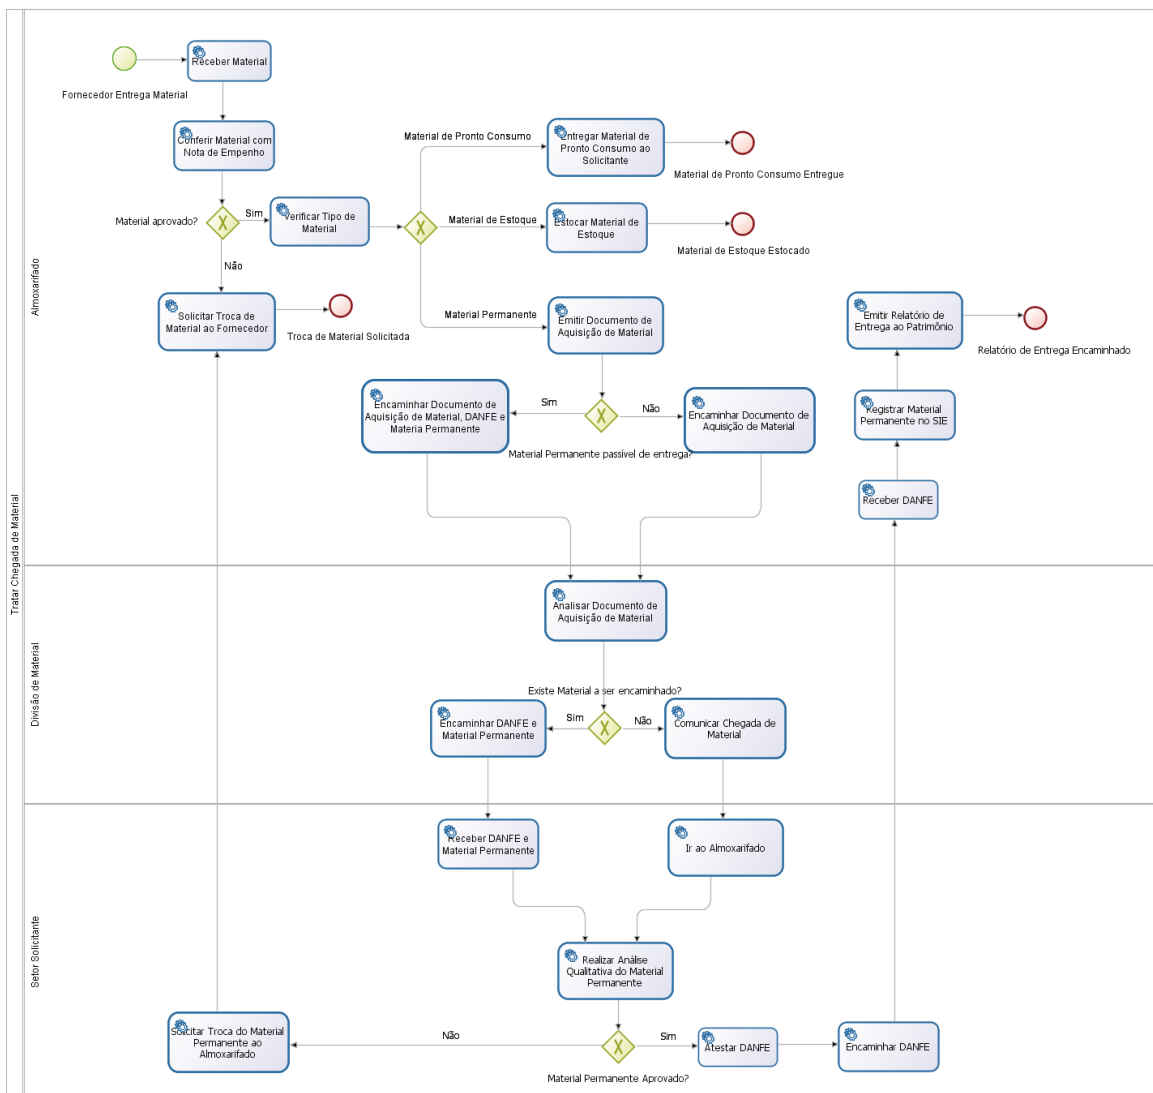 Tratar Chegada de Material
Almoxarifado
Receber Material
Fornecedor Entrega Material
Conferir Material com
Nota de Empenho
Material aprovado?
Sim
Não
Verificar Tipo de
Material
Material de Pronto Consumo
Entregar Material de
Pronto Consumo ao
Solicitante
Material de Pronto Consumo Entregue
Material de Estoque
Estocar Material de
Estoque
Material de Estoque Estocado
Solicitar Troca de
Material ao Fornecedor
Troca de Material Solicitada
Material Permanente
Emitir Documento de
Aquisição de Material
Emitir Relatório de
Entrega ao Patrimônio
Relatório de Entrega Encaminhado
Encaminhar Documento de
Aquisição de Material, DANFE e
Materia Permanente
Sim
Não
Encaminhar Documento de
Aquisição de Material
Material Permanente passível de entrega?
Registrar Material
Permanente no SIE
Receber DANFE
Divisão de Material
Analisar Documento de
Aquisição de Material
Existe Material a ser encaminhado?
Encaminhar DANFE e
Material Permanente
Sim
Não
Comunicar Chegada de
Material
Setor Solicitante
Receber DANFE e
Material Permanente
Ir ao Almoxarifado
Realizar Análise
Qualitativa do Material
Permanente
Solcitar Troca do Material
Permanente ao
Almoxarifado
Não
Sim
Material Permanente Aprovado?
Atestar DANFE
Encaminhar DANFE